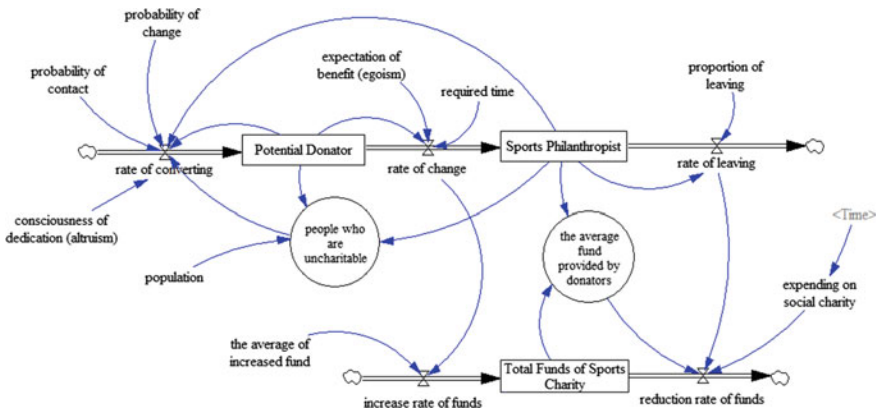 probability of
change
probability of
contact
expectation of
benefit (egoism)
required time
proportion of
leaving
Potential Donator
Sports Philanthropist
rate of converting
rate of change
rate of leaving
consciousness of
dedication (altruism)
people who
are
uncharitable
population
the average
fund
provided by
donators
<Time>
expending on
social charity
the average of
increased fund
Total Funds of Sports
Charity
increase rate of funds
reduction rate of funds